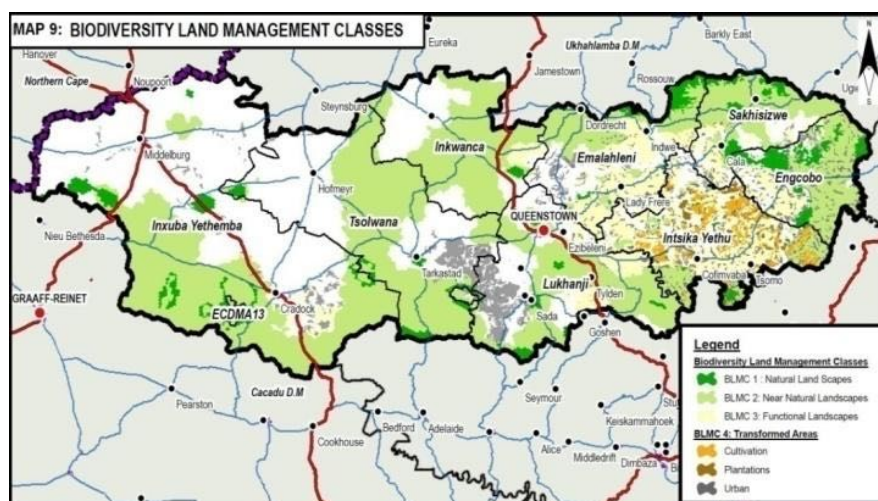 MAP 9: BIODIVERSITY LAND MANAGEMENT CLASSES
Barkly East
Hanover
Eureka
Ukhahlamba D.M
N
Noupoort
Jamestown
Rossouw
Northern Cape
Ugi
Steynsburg
S
Sakhisizwe
Dordrecht
Inkwanca
Indwe
Middelburg
Emalahleni
Cala
Engcobo
Hofmeyr
Lady Frere
Tsolwana
QUEENSTOWN
Inxuba Yethemba
Intsika Yethu
Nieu Bethesda
Ezibeleni
Tarkastad
Cofimvaba
Lukhanji
Tsomo
GRAAFF-REINET
Cradock
Sada
Tylden
ECDMA13
Goshen
Legend
Biodiversity Land Management Classes
BLMC 1 : Natural Land Scapes
Cacadu D.M
BLMC 2: Near Natural Landscapes
Pearston
Seymour
Stu
BLMC 3: Functional Landscapes
Bedford
Adelaide
Keiskammahoek
BLMC 4: Transformed Areas
Cookhouse
Alice
Middledrift
Dimbaza
Cultivation
Plantations
Urban